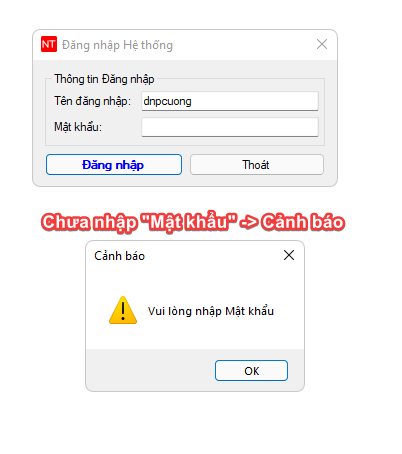 NT Đăng nhập Hệ thống
Thông tin Đăng nhập
Tên đăng nhập: dnpcuong
Mật khẩu:
Đăng nhập Thoát
Chưa nhập "Mật khẩu" -> Cảnh báo
Cảnh báo
Vui lòng nhập Mật khẩu
OK